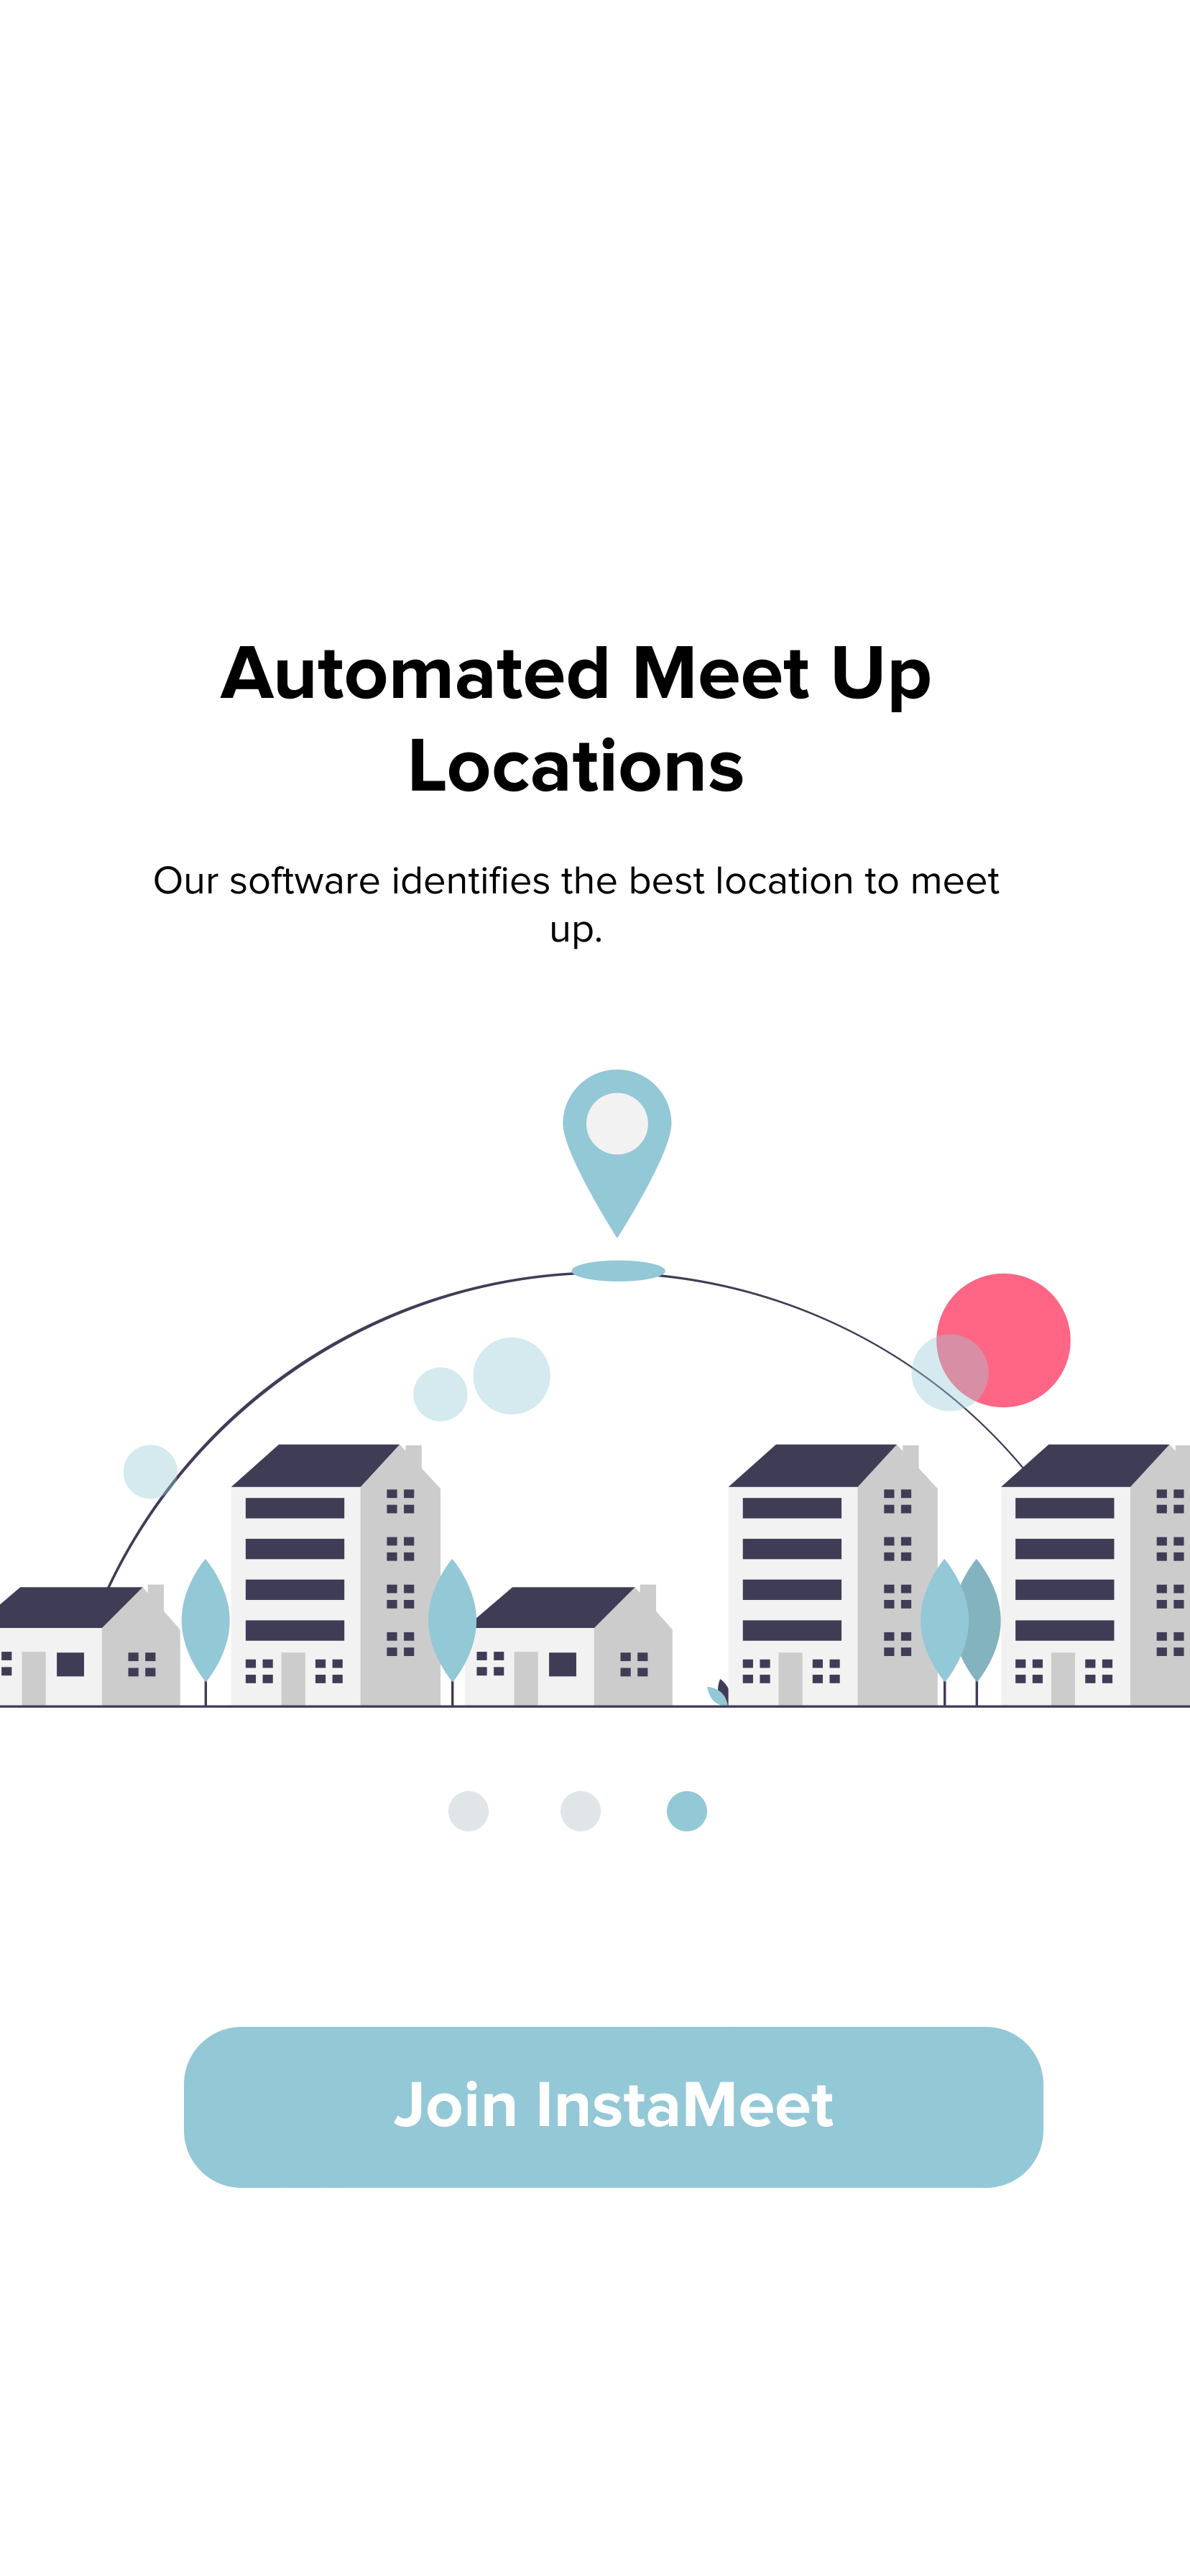 Automated Meet Up
Locations
Our software identifies the best location to meet
up.
Join InstaMeet